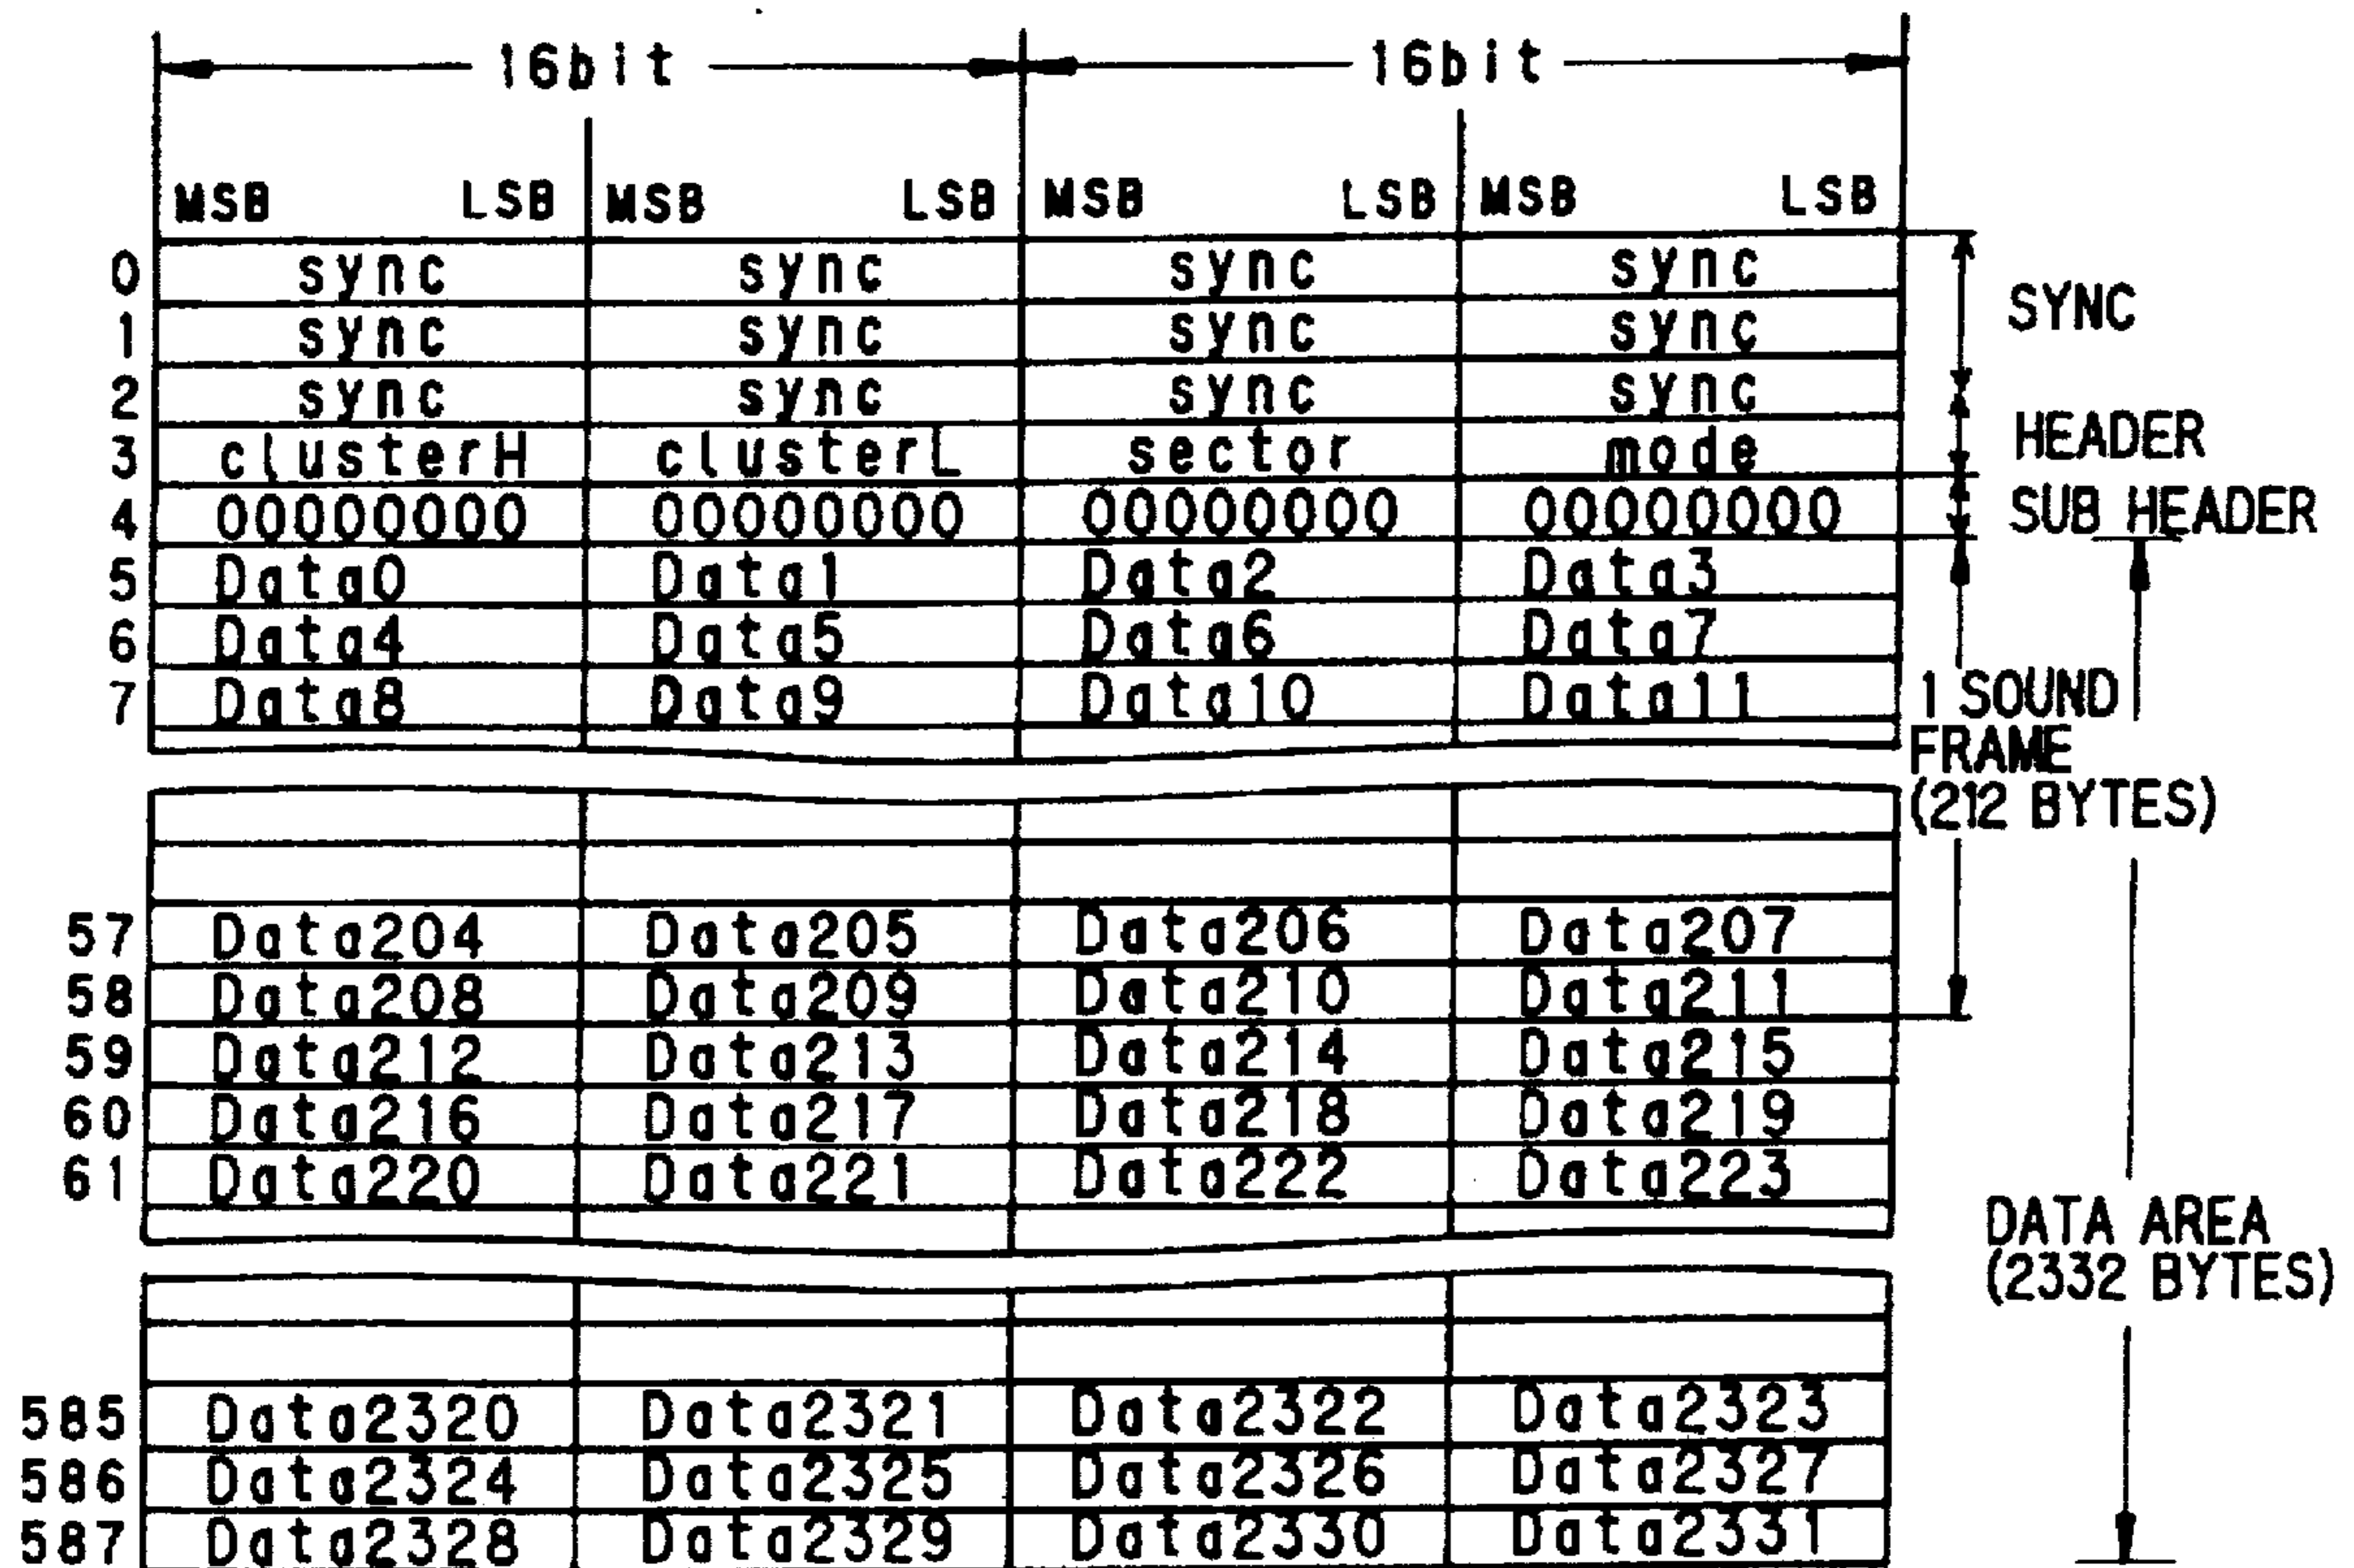 16bit 16bit
MSB LSB MSB LSB MSB LSB MSB LSB
0 sync sync sync sync
1 sync sync sync sync
SYNC
2 sync sync sync sync
3 clusterH clusterL sector mode HEADER
4 00000000 00000000 00000000 00000000 SUB HEADER
5 Data0 Data1 Data2 Data3
6 Data4 Data5 Data6 Data7
7 Data8 Data9 Data10 Data11
1 SOUND
FRAME
(212 BYTES)
57 Data204 Data205 Data206 Data207
58 Data208 Data209 Data210 Data211
59 Data212 Data213 Data214 Data215
60 Data216 Data217 Data218 Data219
61 Data220 Data221 Data222 Data223
DATA AREA
(2332 BYTES)
585 Data2320 Data2321 Data2322 Data2323
586 Data2324 Data2325 Data2326 Data2327
587 Data2328 Data2329 Data2330 Data2331